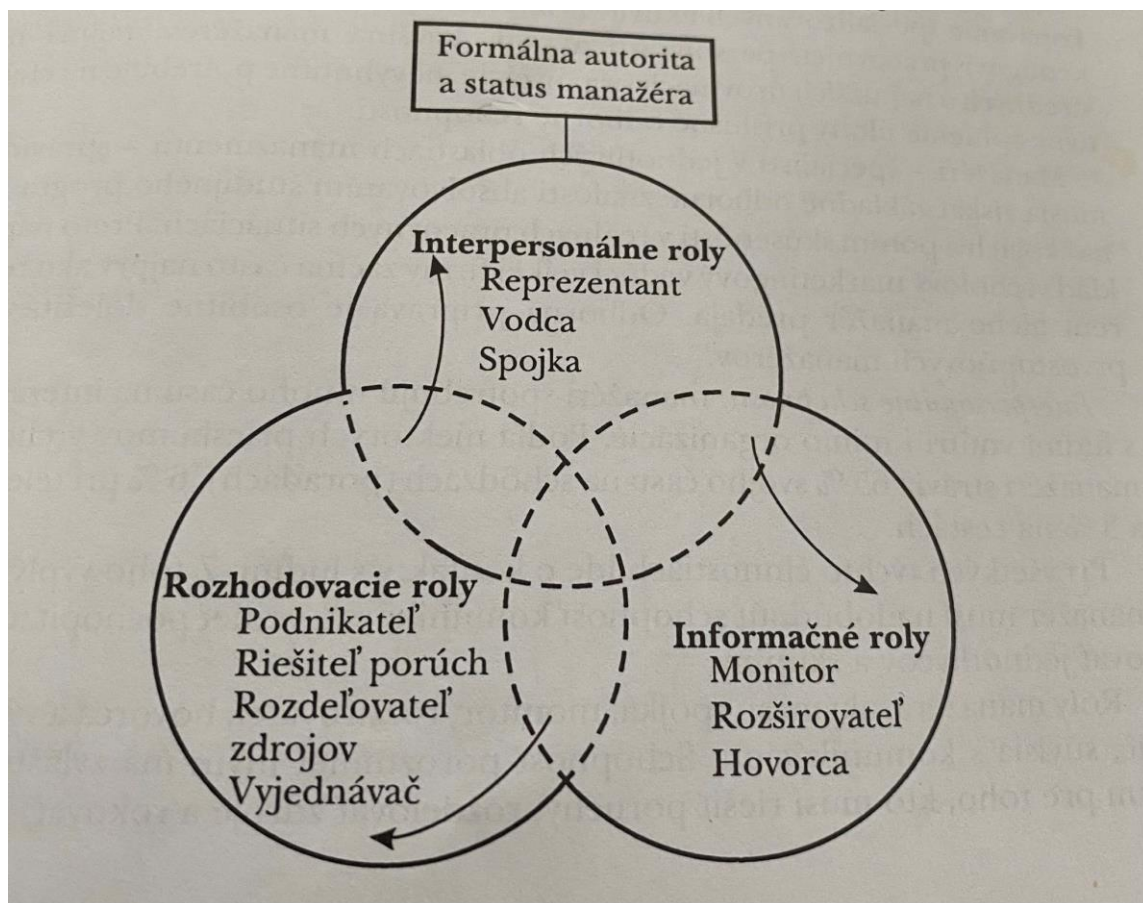 Formálna autorita
a status manažéra
Interpersonálne roly
Reprezentant
Vodca
Spojka
Rozhodovacie roly
Podnikateľ
Riešiteľ porúch
Rozdeľovateľ
zdrojov
Vyjednávač
Informačné roly
Monitor
Rozširovateľ
Hovorca